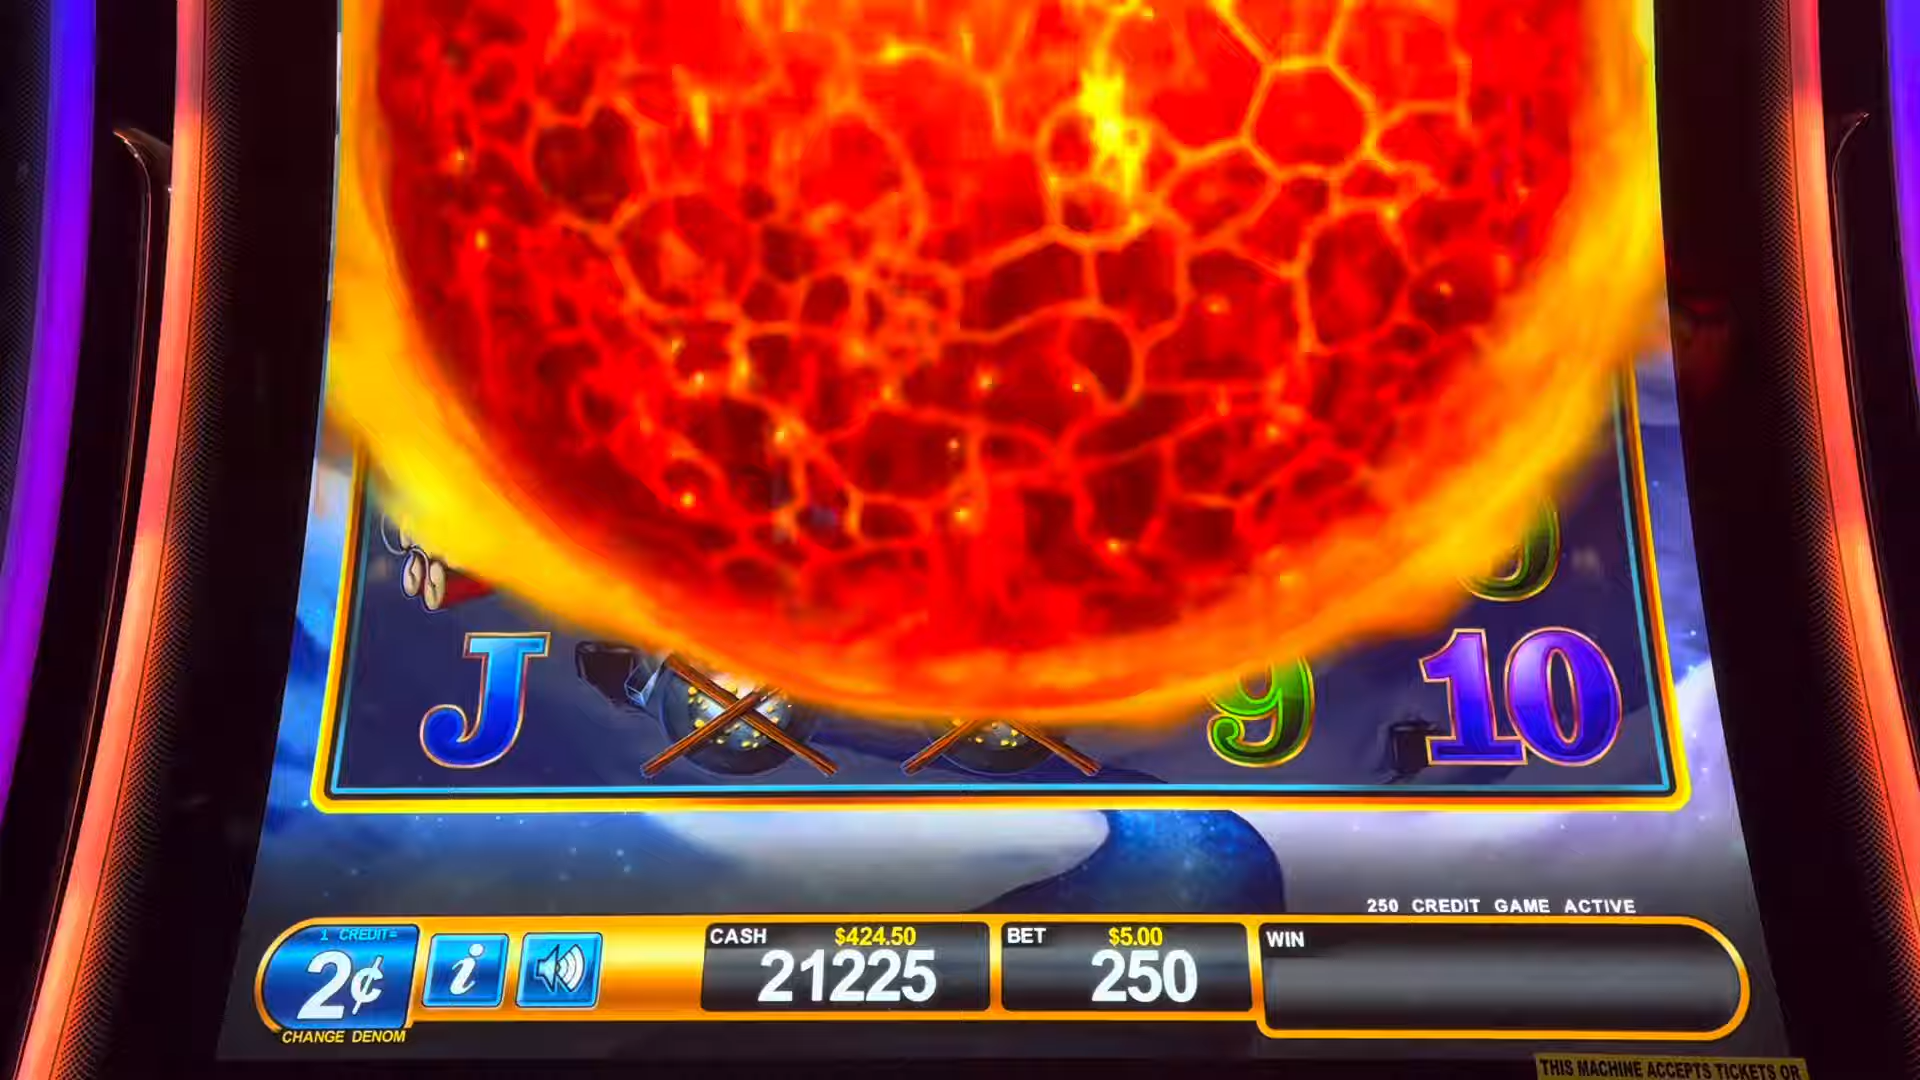 J
9
10
250 CREDIT GAME ACTIVE
1 CREDIT=
2¢
CHANGE DENOM
i
CASH $424.50
21225
BET $5.00
250
WIN
THIS MACHINE ACCEPTS TICKETS OR